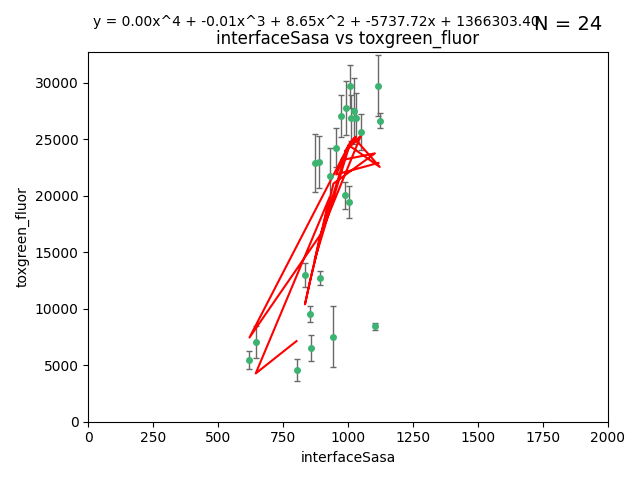 y = 0.00x^4 + -0.01x^3 + 8.65x^2 + -5737.72x + 1366303.40
N = 24
interfaceSasa vs toxgreen_fluor
30000
25000
20000
15000
10000
5000
0
toxgreen_fluor
0 250 500 750 1000 1250 1500 1750 2000
interfaceSasa